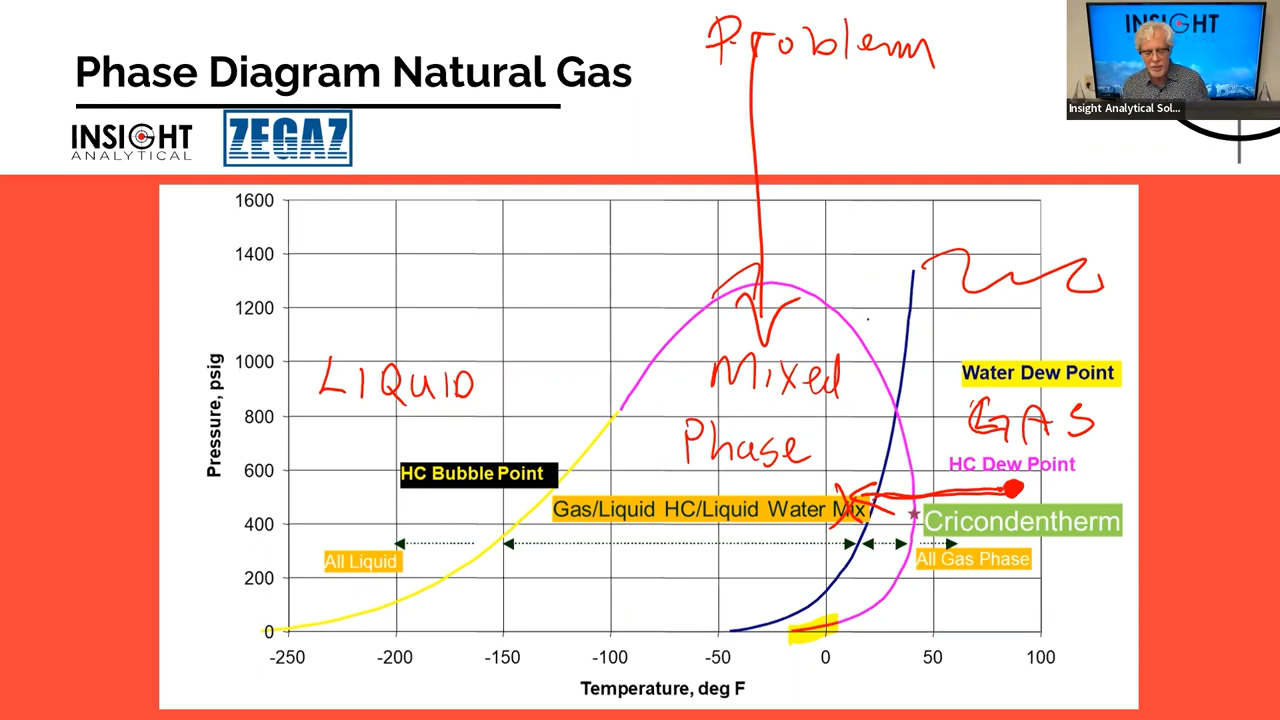 Problem
INSIGHT
Phase Diagram Natural Gas
Insight Analytical Sol...
INSIGHT
ANALYTICAL
ZEGAZ
1600
1400
1200
1000
800
600
400
200
0
Pressure, psig
LIQUID
Mixed
Phase
Water Dew Point
GAS
HC Dew Point
HC Bubble Point
Gas/Liquid HC/Liquid Water Mix
Cricondentherm
All Liquid
All Gas Phase
-250 -200 -150 -100 -50 0 50 100
Temperature, deg F